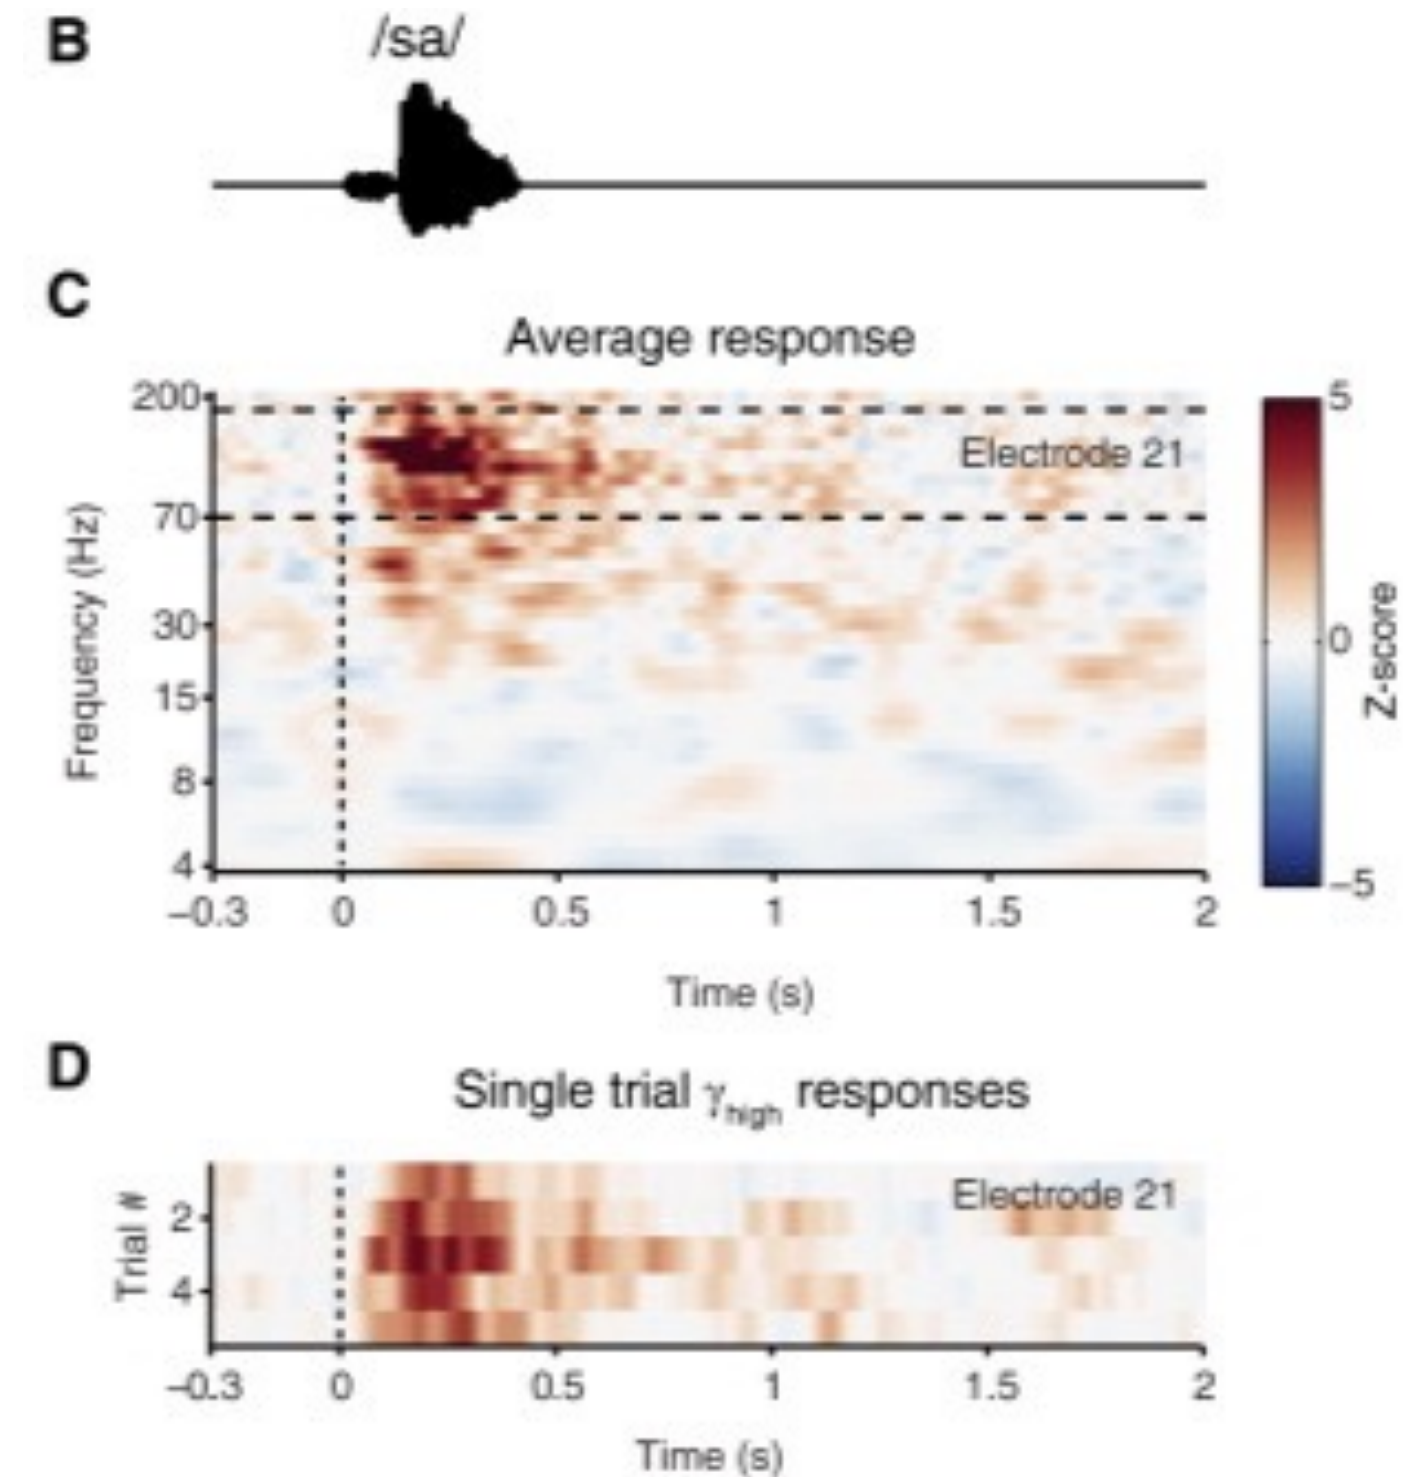 B
/sa/
C
Average response
200
70
30
15
8
4
Frequency (Hz)
Electrode 21
5
0
−5
Z-score
−0.3 0 0.5 1 1.5 2
Time (s)
D
Single trial γhigh responses
Trial #
2
4
Electrode 21
−0.3 0 0.5 1 1.5 2
Time (s)